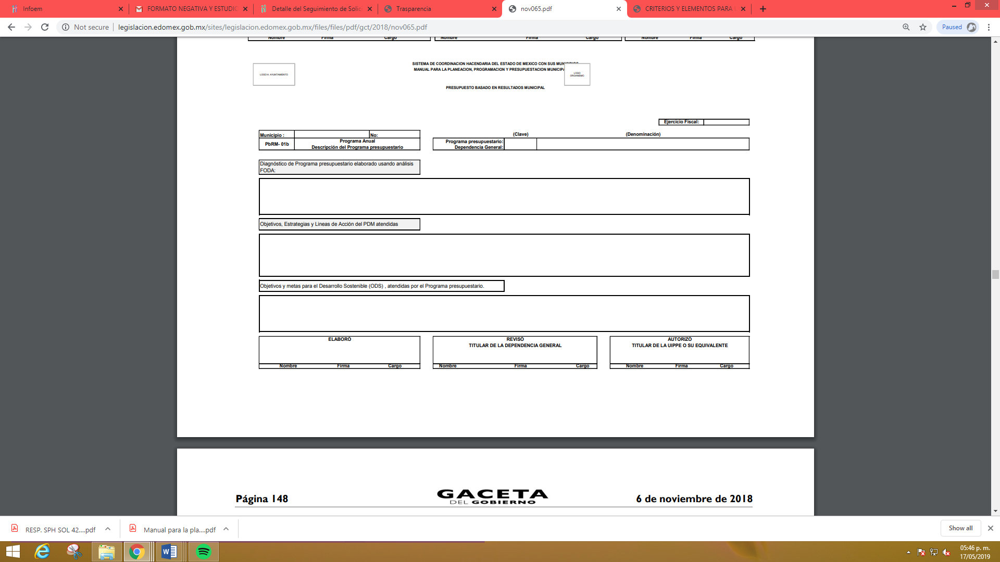 Infoem
FORMATO NEGATIVA Y ESTUDIO
Detalle del Seguimiento de Solic
Trasparencia
nov065.pdf
CRITERIOS Y ELEMENTOS PARA
Not secure
legislacion.edomex.gob.mx/sites/legislacion.edomex.gob.mx/files/files/pdf/gct/2018/nov065.pdf
Paused
Nombre Firma Cargo Nombre Firma Cargo Nombre Firma Cargo
LOGO H. AYUNTAMIENTO
SISTEMA DE COORDINACION HACENDARIA DEL ESTADO DE MEXICO CON SUS MUNICIPIOS
MANUAL PARA LA PLANEACION, PROGRAMACION Y PRESUPUESTACION MUNICIPA
LOGO
ORGANISMO
PRESUPUESTO BASADO EN RESULTADOS MUNICIPAL
Ejercicio Fiscal:
Municipio : No:
PbRM- 01b
Programa Anual
Descripción del Programa presupuestario
(Clave) (Denominación)
Programa presupuestario:
Dependencia General:
Diagnóstico de Programa presupuestario elaborado usando análisis
FODA:
Objetivos, Estrategias y Lineas de Acción del PDM atendidas
Objetivos y metas para el Desarrollo Sostenible (ODS) , atendidas por el Programa presupuestario.
ELABORÓ
Nombre Firma Cargo
REVISÓ
TITULAR DE LA DEPENDENCIA GENERAL
Nombre Firma Cargo
AUTORIZÓ
TITULAR DE LA UIPPE O SU EQUIVALENTE
Nombre Firma Cargo
Página 148
GACETA
DEL GOBIERNO
6 de noviembre de 2018
RESP. SPH SOL 42....pdf
Manual para la pla....pdf
Show all
05:46 p. m.
17/05/2019